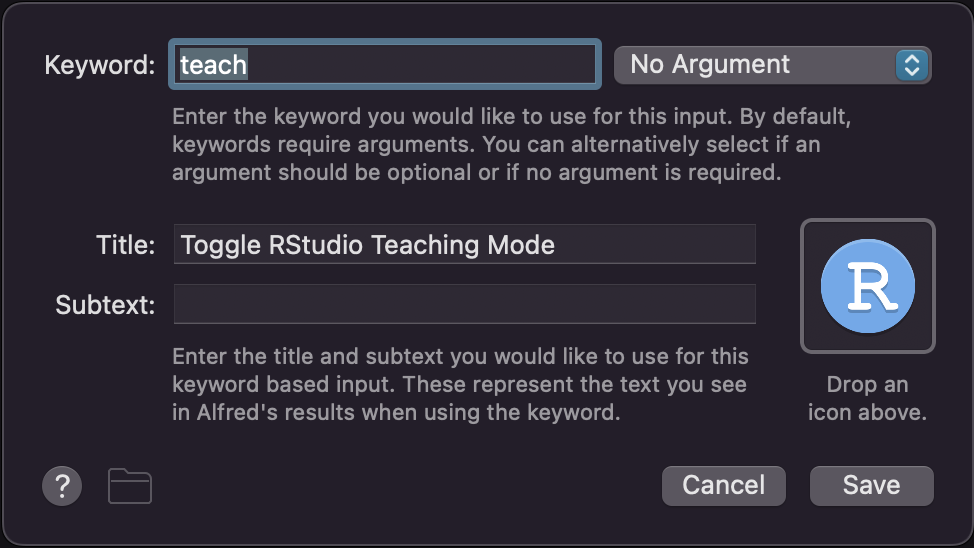 Keyword: teach No Argument
Enter the keyword you would like to use for this input. By default,
keywords require arguments. You can alternatively select if an
argument should be optional or if no argument is required.
Title: Toggle RStudio Teaching Mode
R
Subtext:
Enter the title and subtext you would like to use for this
keyword based input. These represent the text you see
in Alfred's results when using the keyword.
Drop an
icon above.
? Cancel Save